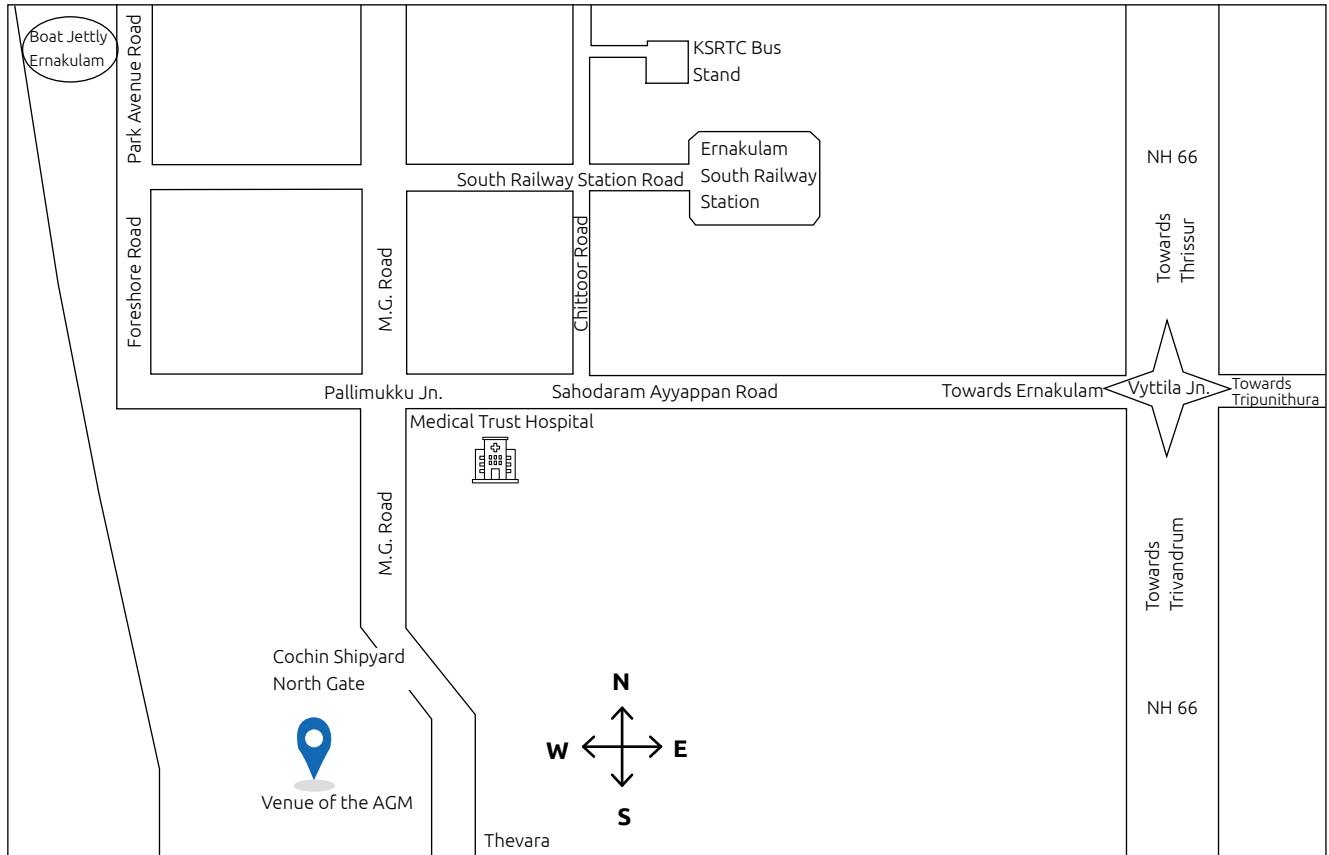 Boat Jettly
Ernakulam
Park Avenue Road
KSRTC Bus
Stand
Ernakulam
South Railway
Station
South Railway Station Road
NH 66
Foreshore Road
M.G. Road
Chittoor Road
Towards
Thrissur
Pallimukku Jn.
Sahodaram Ayyappan Road
Towards Ernakulam
Vyttila Jn.
Towards
Tripunithura
Medical Trust Hospital
M.G. Road
Towards
Trivandrum
Cochin Shipyard
North Gate
N
W
E
S
NH 66
Venue of the AGM
Thevara